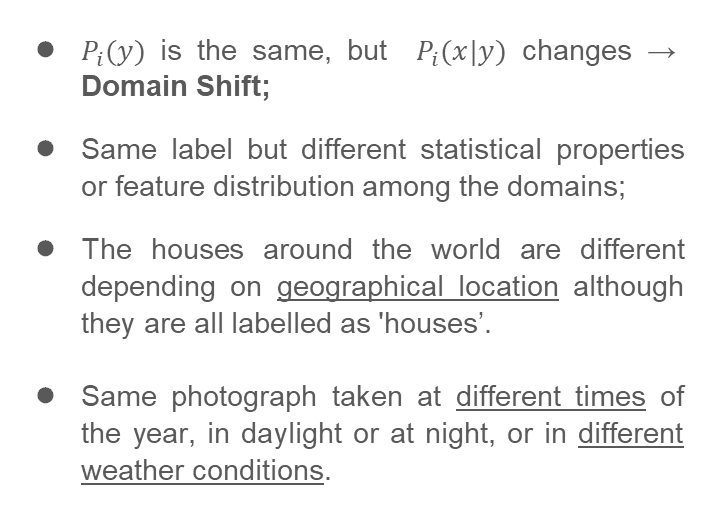 ● P_i(y) is the same, but P_i(x|y) changes →
Domain Shift;
● Same label but different statistical properties
or feature distribution among the domains;
● The houses around the world are different
depending on geographical location although
they are all labelled as 'houses’.
● Same photograph taken at different times of
the year, in daylight or at night, or in different
weather conditions.